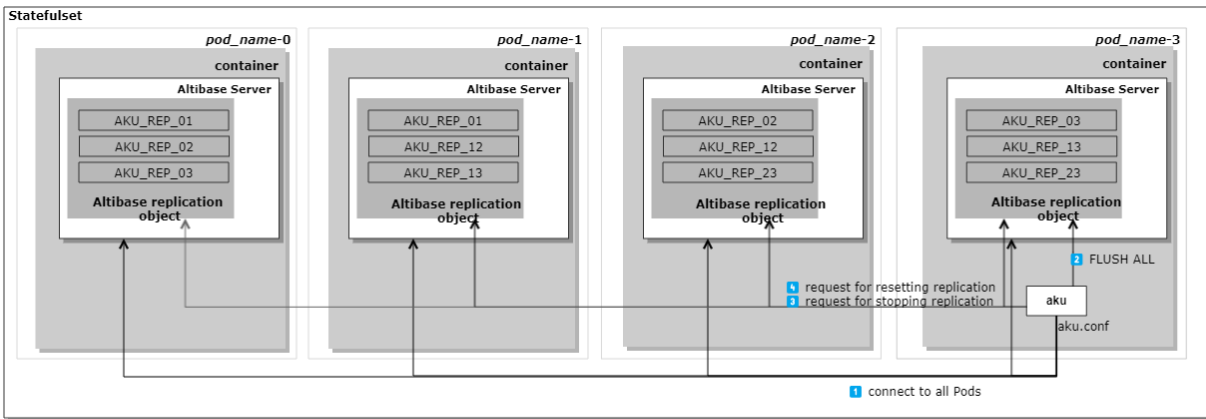 Statefulset
pod_name-0
container
Altibase Server
AKU_REP_01
AKU_REP_02
AKU_REP_03
Altibase replication
object
pod_name-1
container
Altibase Server
AKU_REP_01
AKU_REP_12
AKU_REP_13
Altibase replication
object
pod_name-2
container
Altibase Server
AKU_REP_02
AKU_REP_12
AKU_REP_23
Altibase replication
object
pod_name-3
container
Altibase Server
AKU_REP_03
AKU_REP_13
AKU_REP_23
Altibase replication
object
2 FLUSH ALL
4 request for resetting replication
3 request for stopping replication
aku
aku.conf
1 connect to all Pods